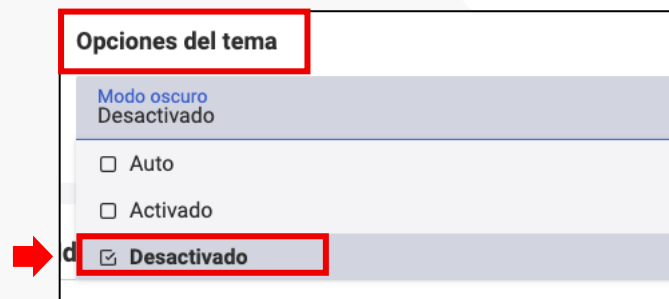 Opciones del tema
Modo oscuro
Desactivado
Auto
Activado
Desactivado